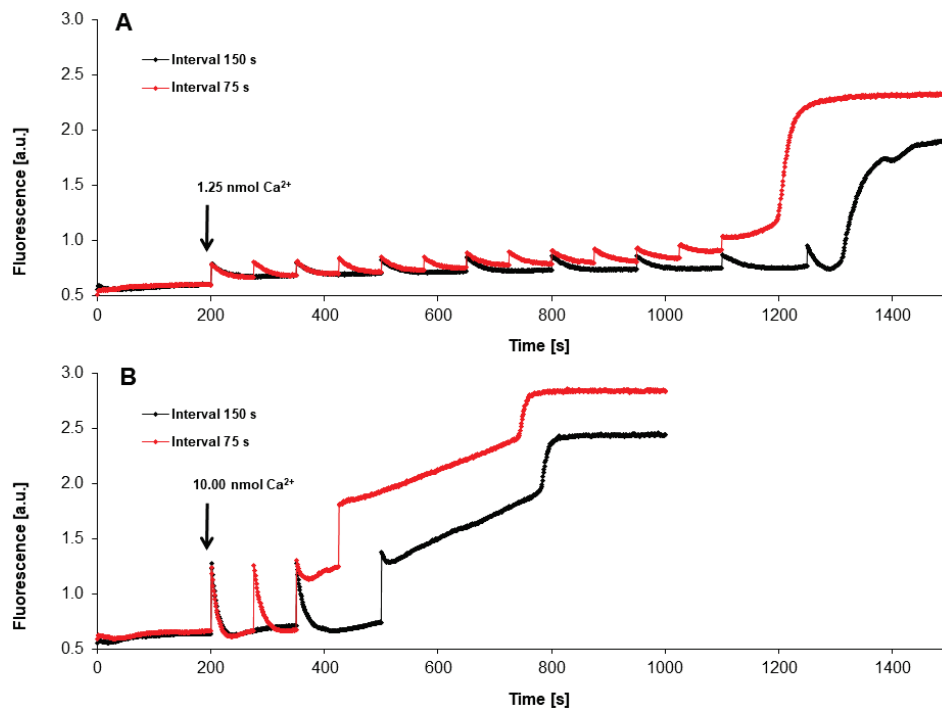 A
3.0
2.5
2.0
1.5
1.0
0.5
Fluorescence [a.u.]
Interval 150 s
Interval 75 s
1.25 nmol Ca²⁺
0 200 400 600 800 1000 1200 1400
Time [s]
B
3.0
2.5
2.0
1.5
1.0
0.5
Fluorescence [a.u.]
Interval 150 s
Interval 75 s
10.00 nmol Ca²⁺
0 200 400 600 800 1000 1200 1400
Time [s]